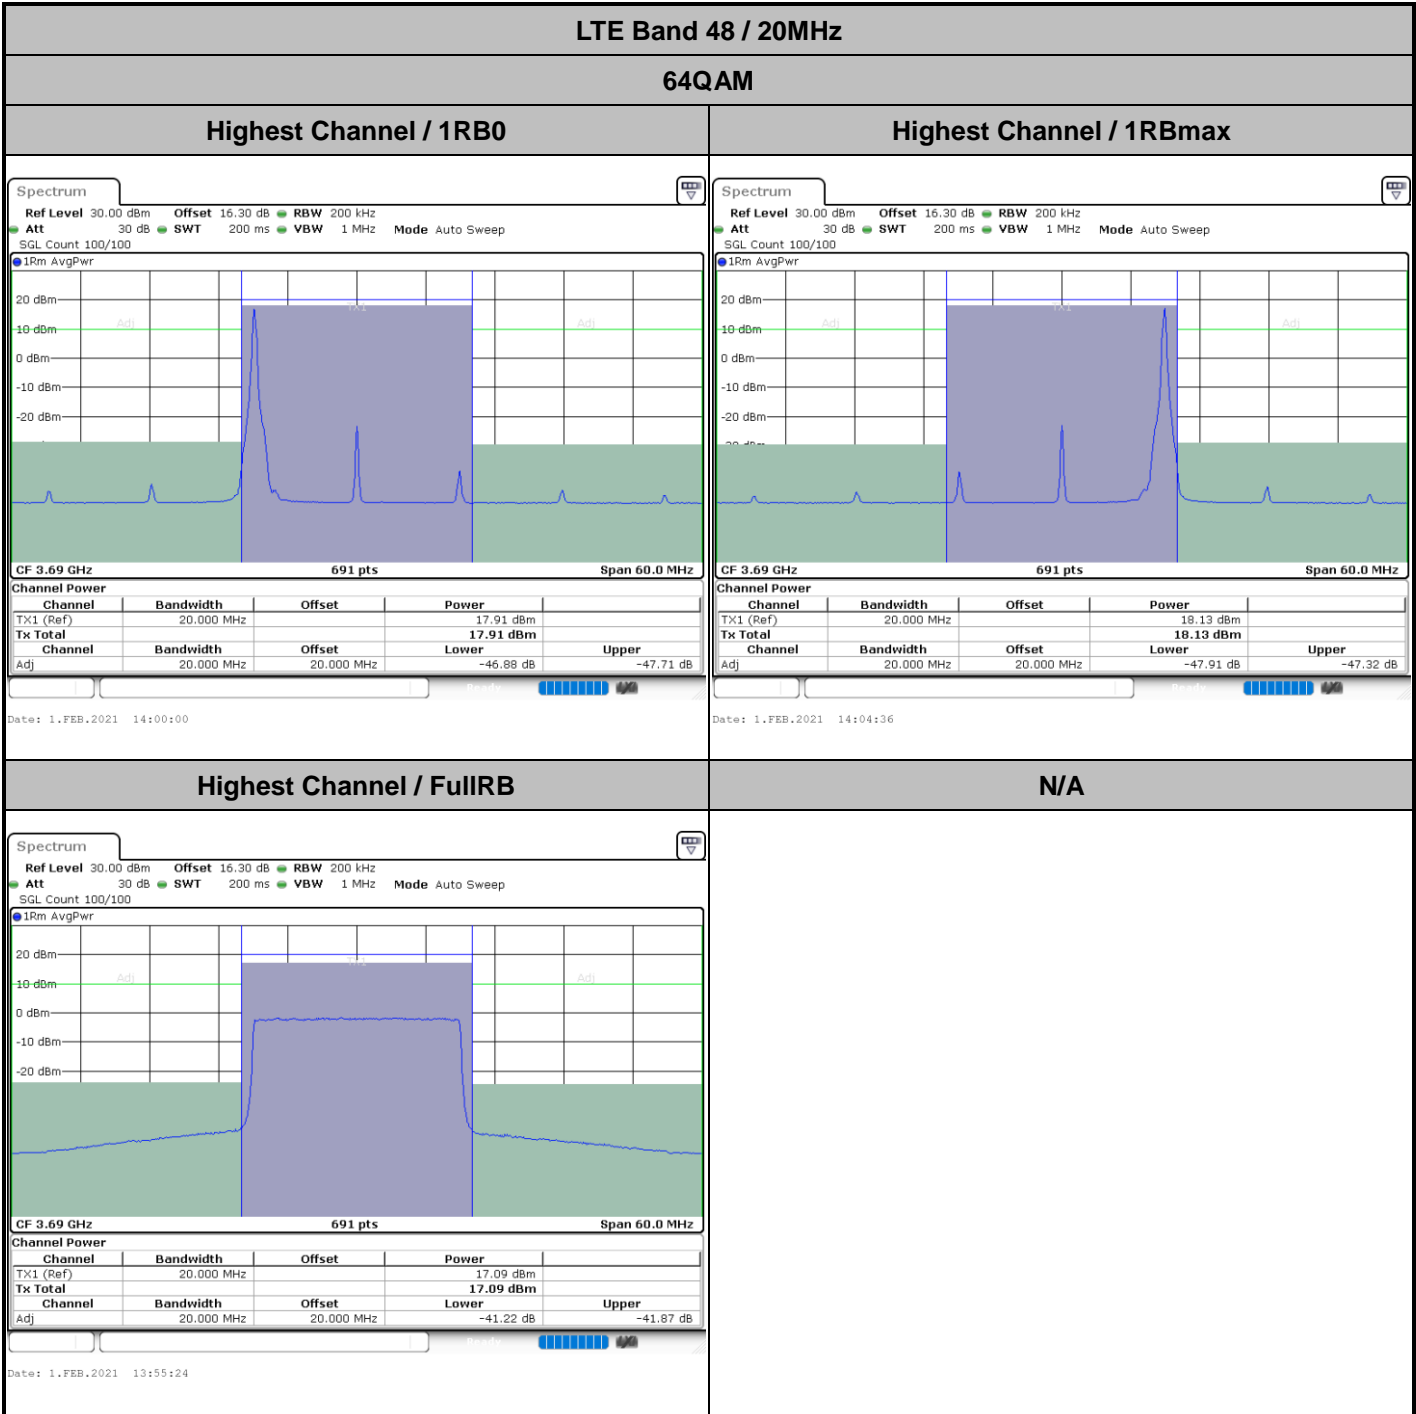 LTE Band 48 / 20MHz
64QAM
Highest Channel / 1RB0
Highest Channel / 1RBmax
Spectrum
Ref Level 30.00 dBm Offset 16.30 dB RBW 200 kHz
Att 30 dB SWT 200 ms VBW 1 MHz Mode Auto Sweep
SGL Count 100/100
1Rm AvgPwr
20 dBm
10 dBm
0 dBm
-10 dBm
-20 dBm
Adj
TX1
Adj
CF 3.69 GHz 691 pts Span 60.0 MHz
Channel Power
Channel Bandwidth Offset Power
TX1 (Ref) 20.000 MHz 17.91 dBm
Tx Total 17.91 dBm
Channel Bandwidth Offset Lower Upper
Adj 20.000 MHz 20.000 MHz -46.88 dB -47.71 dB
Ready
Date: 1.FEB.2021 14:00:00
Spectrum
Ref Level 30.00 dBm Offset 16.30 dB RBW 200 kHz
Att 30 dB SWT 200 ms VBW 1 MHz Mode Auto Sweep
SGL Count 100/100
1Rm AvgPwr
20 dBm
10 dBm
0 dBm
-10 dBm
-20 dBm
Adj
TX1
Adj
CF 3.69 GHz 691 pts Span 60.0 MHz
Channel Power
Channel Bandwidth Offset Power
TX1 (Ref) 20.000 MHz 18.13 dBm
Tx Total 18.13 dBm
Channel Bandwidth Offset Lower Upper
Adj 20.000 MHz 20.000 MHz -47.91 dB -47.32 dB
Ready
Date: 1.FEB.2021 14:04:36
Highest Channel / FullRB
N/A
Spectrum
Ref Level 30.00 dBm Offset 16.30 dB RBW 200 kHz
Att 30 dB SWT 200 ms VBW 1 MHz Mode Auto Sweep
SGL Count 100/100
1Rm AvgPwr
20 dBm
10 dBm
0 dBm
-10 dBm
-20 dBm
Adj
TX1
Adj
CF 3.69 GHz 691 pts Span 60.0 MHz
Channel Power
Channel Bandwidth Offset Power
TX1 (Ref) 20.000 MHz 17.09 dBm
Tx Total 17.09 dBm
Channel Bandwidth Offset Lower Upper
Adj 20.000 MHz 20.000 MHz -41.22 dB -41.87 dB
Ready
Date: 1.FEB.2021 13:55:24